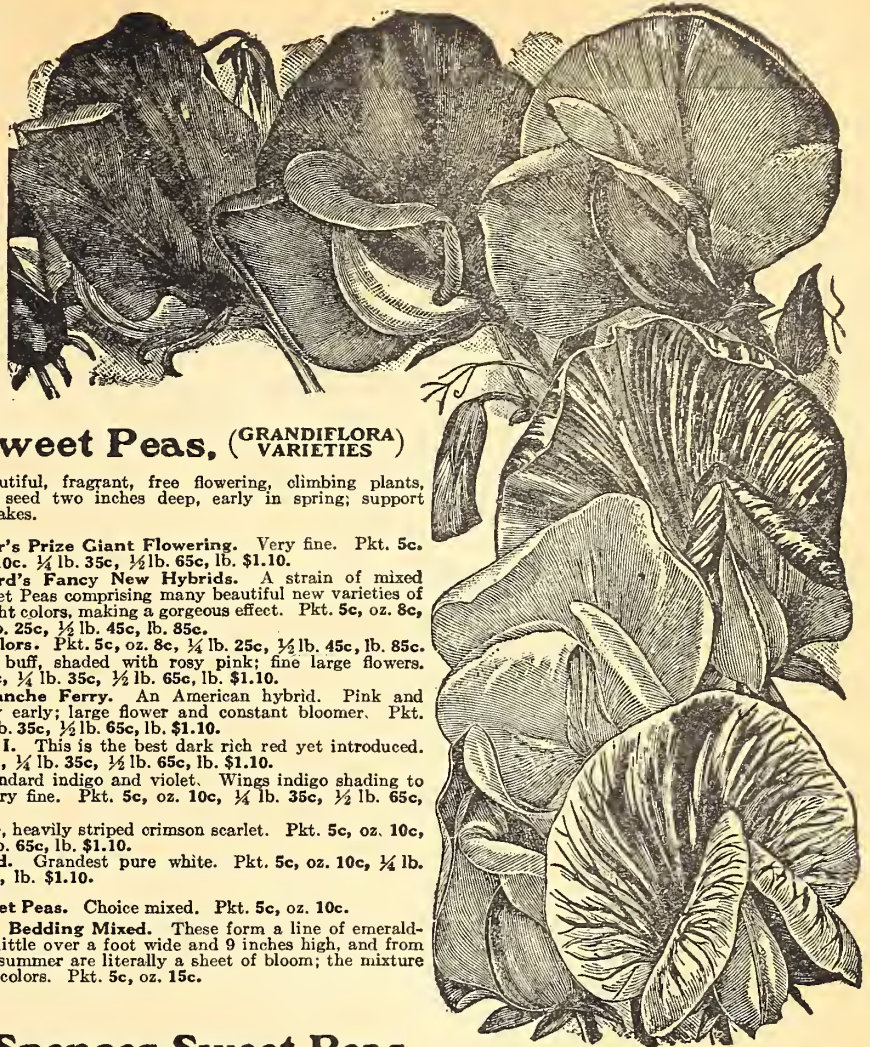 weet Peas, (GRANDIFLORA VARIETIES)
utiful, fragrant, free flowering, climbing plants,
seed two inches deep, early in spring; support
akes.
r's Prize Giant Flowering. Very fine. Pkt. 5c.
0c. ¼ lb. 35c, ½ lb. 65c, lb. $1.10.
rd's Fancy New Hybrids. A strain of mixed
et Peas comprising many beautiful new varieties of
ht colors, making a gorgeous effect. Pkt. 5c, oz. 8c,
b. 25c, ½ lb. 45c, lb. 85c.
lors. Pkt. 5c, oz. 8c, ¼ lb. 25c, ½ lb. 45c, lb. 85c.
buff, shaded with rosy pink; fine large flowers.
c, ¼ lb. 35c, ½ lb. 65c, lb. $1.10.
anche Ferry. An American hybrid. Pink and
y early; large flower and constant bloomer. Pkt.
b. 35c, ½ lb. 65c, lb. $1.10.
I. This is the best dark rich red yet introduced.
, ¼ lb. 35c, ½ lb. 65c, lb. $1.10.
ndard indigo and violet. Wings indigo shading to
ry fine. Pkt. 5c, oz. 10c, ¼ lb. 35c, ½ lb. 65c,
, heavily striped crimson scarlet. Pkt. 5c, oz. 10c,
b. 65c, lb. $1.10.
d. Grandest pure white. Pkt. 5c, oz. 10c, ¼ lb.
, lb. $1.10.
et Peas. Choice mixed. Pkt. 5c, oz. 10c.
Bedding Mixed. These form a line of emerald-
ittle over a foot wide and 9 inches high, and from
summer are literally a sheet of bloom; the mixture
colors. Pkt. 5c, oz. 15c.
Spencer Sweet Peas